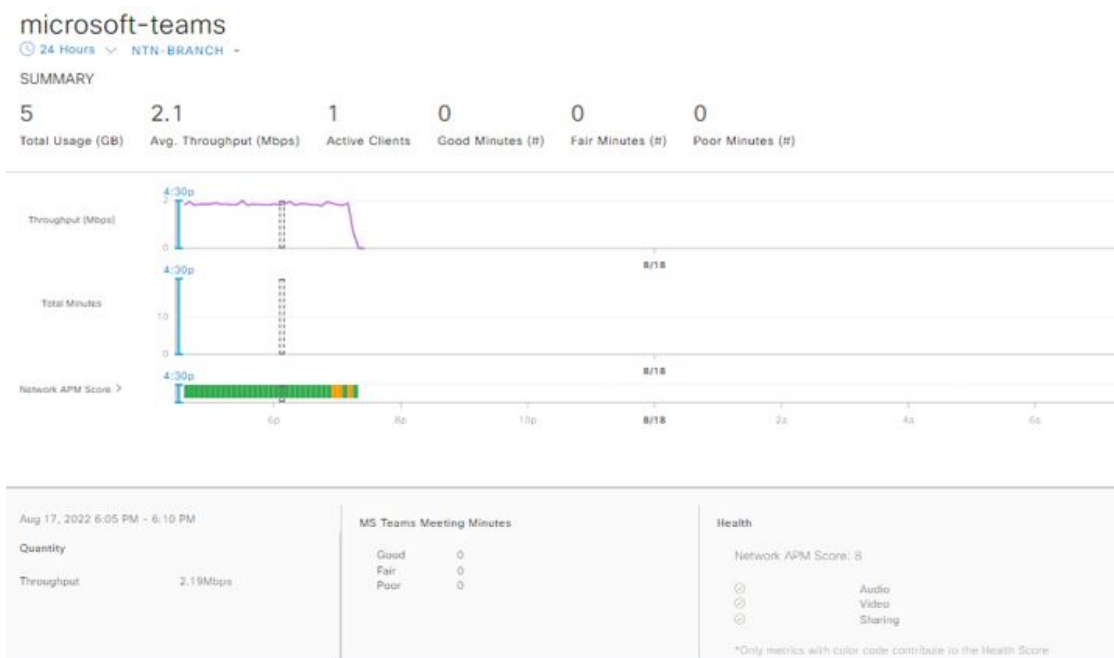 microsoft-teams
24 Hours NTN-BRANCH -
SUMMARY
5 2.1 1 0 0 0
Total Usage (GB) Avg. Throughput (Mbps) Active Clients Good Minutes (#) Fair Minutes (#) Poor Minutes (#)
4:30p
Throughput (Mbps)
0
8/18
4:30p
Total Minutes
10
0
8/18
4:30p
Network APM Score >
6p 8p 10p 8/18 2a 4a 6a
Aug 17, 2022 6:05 PM - 6:10 PM
Quantity
Throughput 2.19Mbps
MS Teams Meeting Minutes
Good 0
Fair 0
Poor 0
Health
Network APM Score: 8
Audio
Video
Sharing
*Only metrics with color code contribute to the Health Score